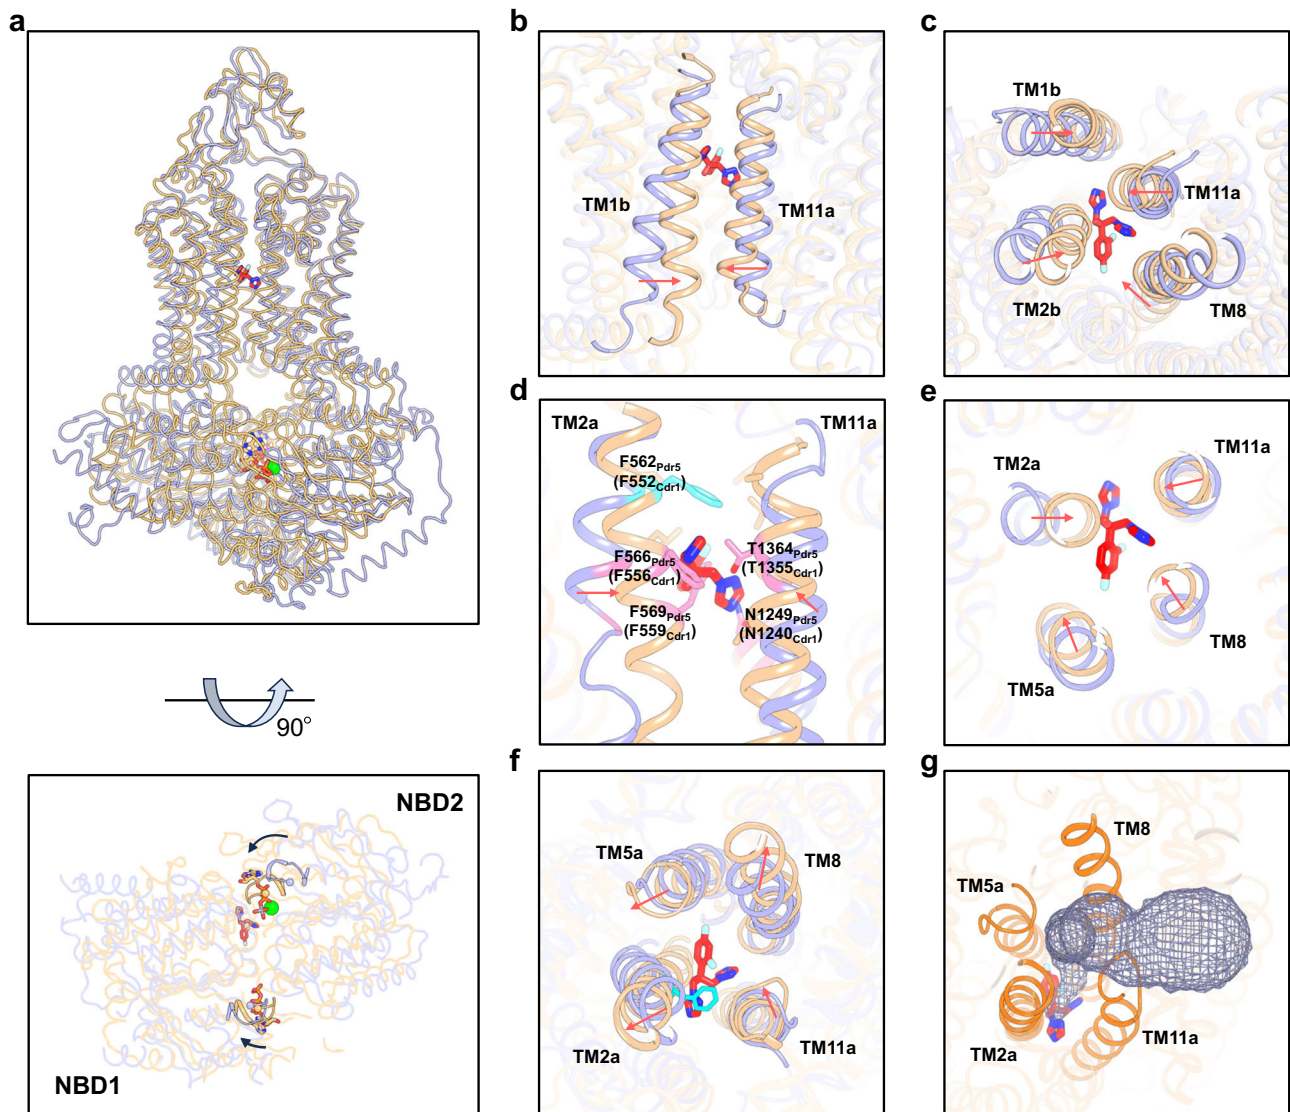 a
90°
NBD2
NBD1
b
TM1b
TM11a
c
TM1b
TM11a
TM2b
TM8
d
TM2a
TM11a
F562Pdr5
(F552Cdr1)
F566Pdr5
(F556Cdr1)
T1364Pdr5
(T1355Cdr1)
F569Pdr5
(F559Cdr1)
N1249Pdr5
(N1240Cdr1)
e
TM11a
TM2a
TM8
TM5a
f
TM5a
TM8
TM2a
TM11a
g
TM8
TM5a
TM2a
TM11a